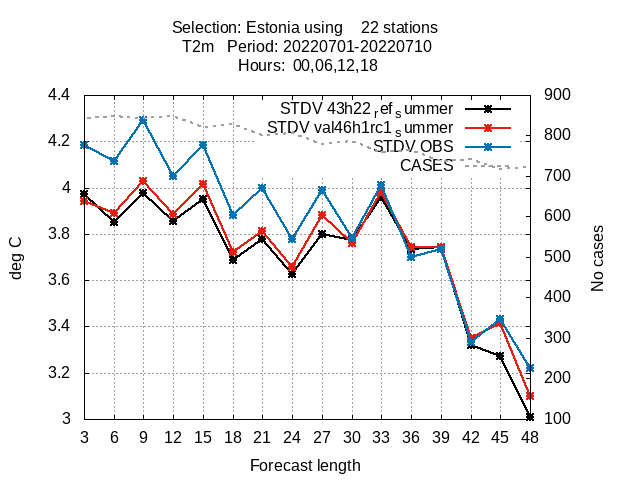 Selection: Estonia using 22 stations
T2m Period: 20220701-20220710
Hours: 00,06,12,18
4.4
4.2
4
3.8
3.6
3.4
3.2
3
900
800
700
600
500
400
300
200
100
STDV 43h22ref_summer
STDV val46h1rc1summer
STDV OBS
CASES
deg C
No cases
3 6 9 12 15 18 21 24 27 30 33 36 39 42 45 48
Forecast length